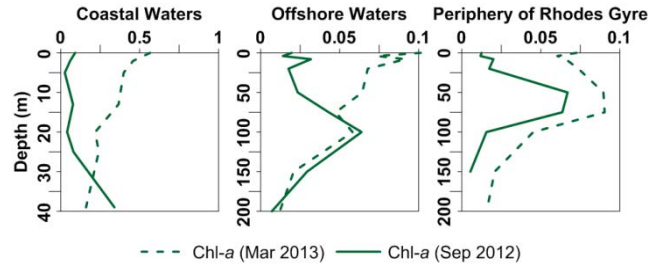 Coastal Waters
Offshore Waters
Periphery of Rhodes Gyre
0 0.5 1
0 0.05 0.1
0 0.05 0.1
Depth (m)
0
10
20
30
40
0
50
100
150
200
0
50
100
150
200
Chl-a (Mar 2013)
Chl-a (Sep 2012)